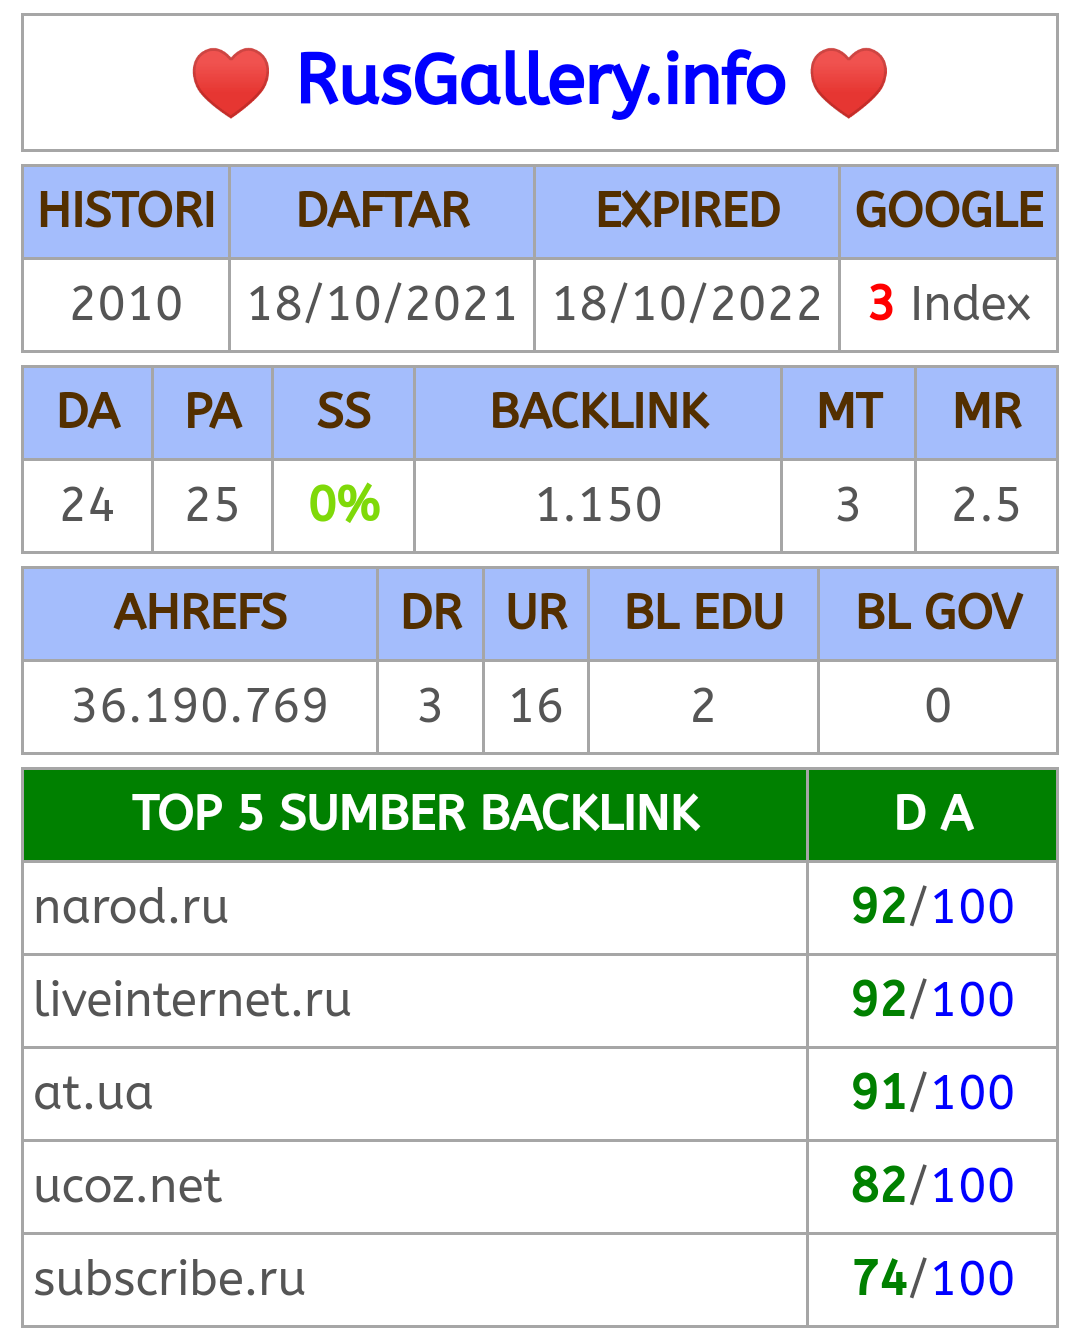 RusGallery.info
HISTORI DAFTAR EXPIRED GOOGLE
2010 18/10/2021 18/10/2022 3 Index
DA PA SS BACKLINK MT MR
24 25 0% 1.150 3 2.5
AHREFS DR UR BL EDU BL GOV
36.190.769 3 16 2 0
TOP 5 SUMBER BACKLINK D A
narod.ru 92/100
liveinternet.ru 92/100
at.ua 91/100
ucoz.net 82/100
subscribe.ru 74/100